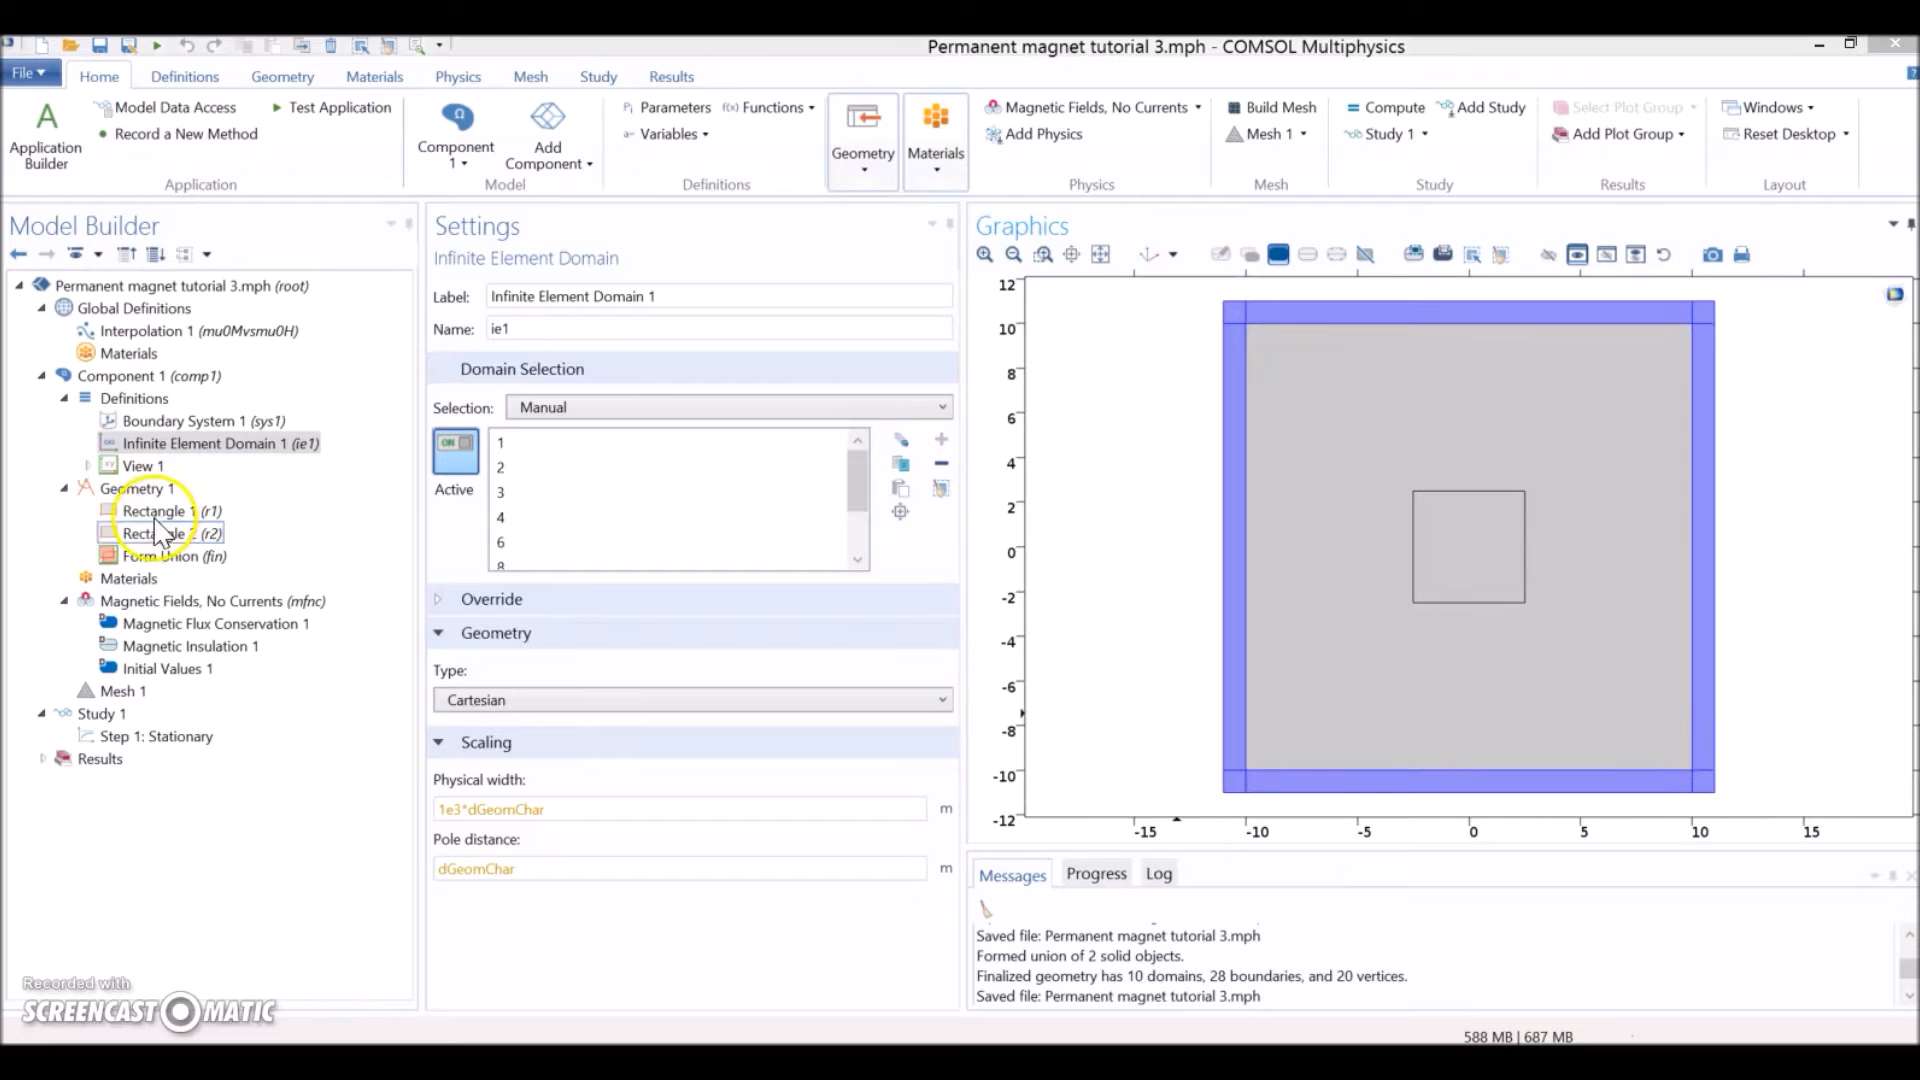 Permanent magnet tutorial 3.mph - COMSOL Multiphysics
File Home Definitions Geometry Materials Physics Mesh Study Results
Application Builder
Model Data Access
Test Application
Record a New Method
Application
Component 1
Add Component
Model
Parameters
Functions
Variables
Definitions
Geometry
Materials
Magnetic Fields, No Currents
Add Physics
Physics
Build Mesh
Mesh 1
Mesh
Compute
Add Study
Study 1
Study
Select Plot Group
Add Plot Group
Results
Windows
Reset Desktop
Layout
Model Builder
Permanent magnet tutorial 3.mph (root)
Global Definitions
Interpolation 1 (mu0Mvsmu0H)
Materials
Component 1 (comp1)
Definitions
Boundary System 1 (sys1)
Infinite Element Domain 1 (ie1)
View 1
Geometry 1
Rectangle 1 (r1)
(r2)
Form Union (fin)
Materials
Magnetic Fields, No Currents (mfnc)
Magnetic Flux Conservation 1
Magnetic Insulation 1
Initial Values 1
Mesh 1
Study 1
Step 1: Stationary
Results
Recorded with
SCREENCAST MATIC
Settings
Infinite Element Domain
Label: Infinite Element Domain 1
Name: ie1
Domain Selection
Selection: Manual
ON
Active
1
2
3
4
6
8
Override
Geometry
Type:
Cartesian
Scaling
Physical width:
1e3*dGeomChar m
Pole distance:
dGeomChar m
Graphics
12
10
8
6
4
2
0
-2
-4
-6
-8
-10
-12
-15 -10 -5 0 5 10 15
Messages Progress Log
Saved file: Permanent magnet tutorial 3.mph
Formed union of 2 solid objects.
Finalized geometry has 10 domains, 28 boundaries, and 20 vertices.
Saved file: Permanent magnet tutorial 3.mph
588 MB | 687 MB